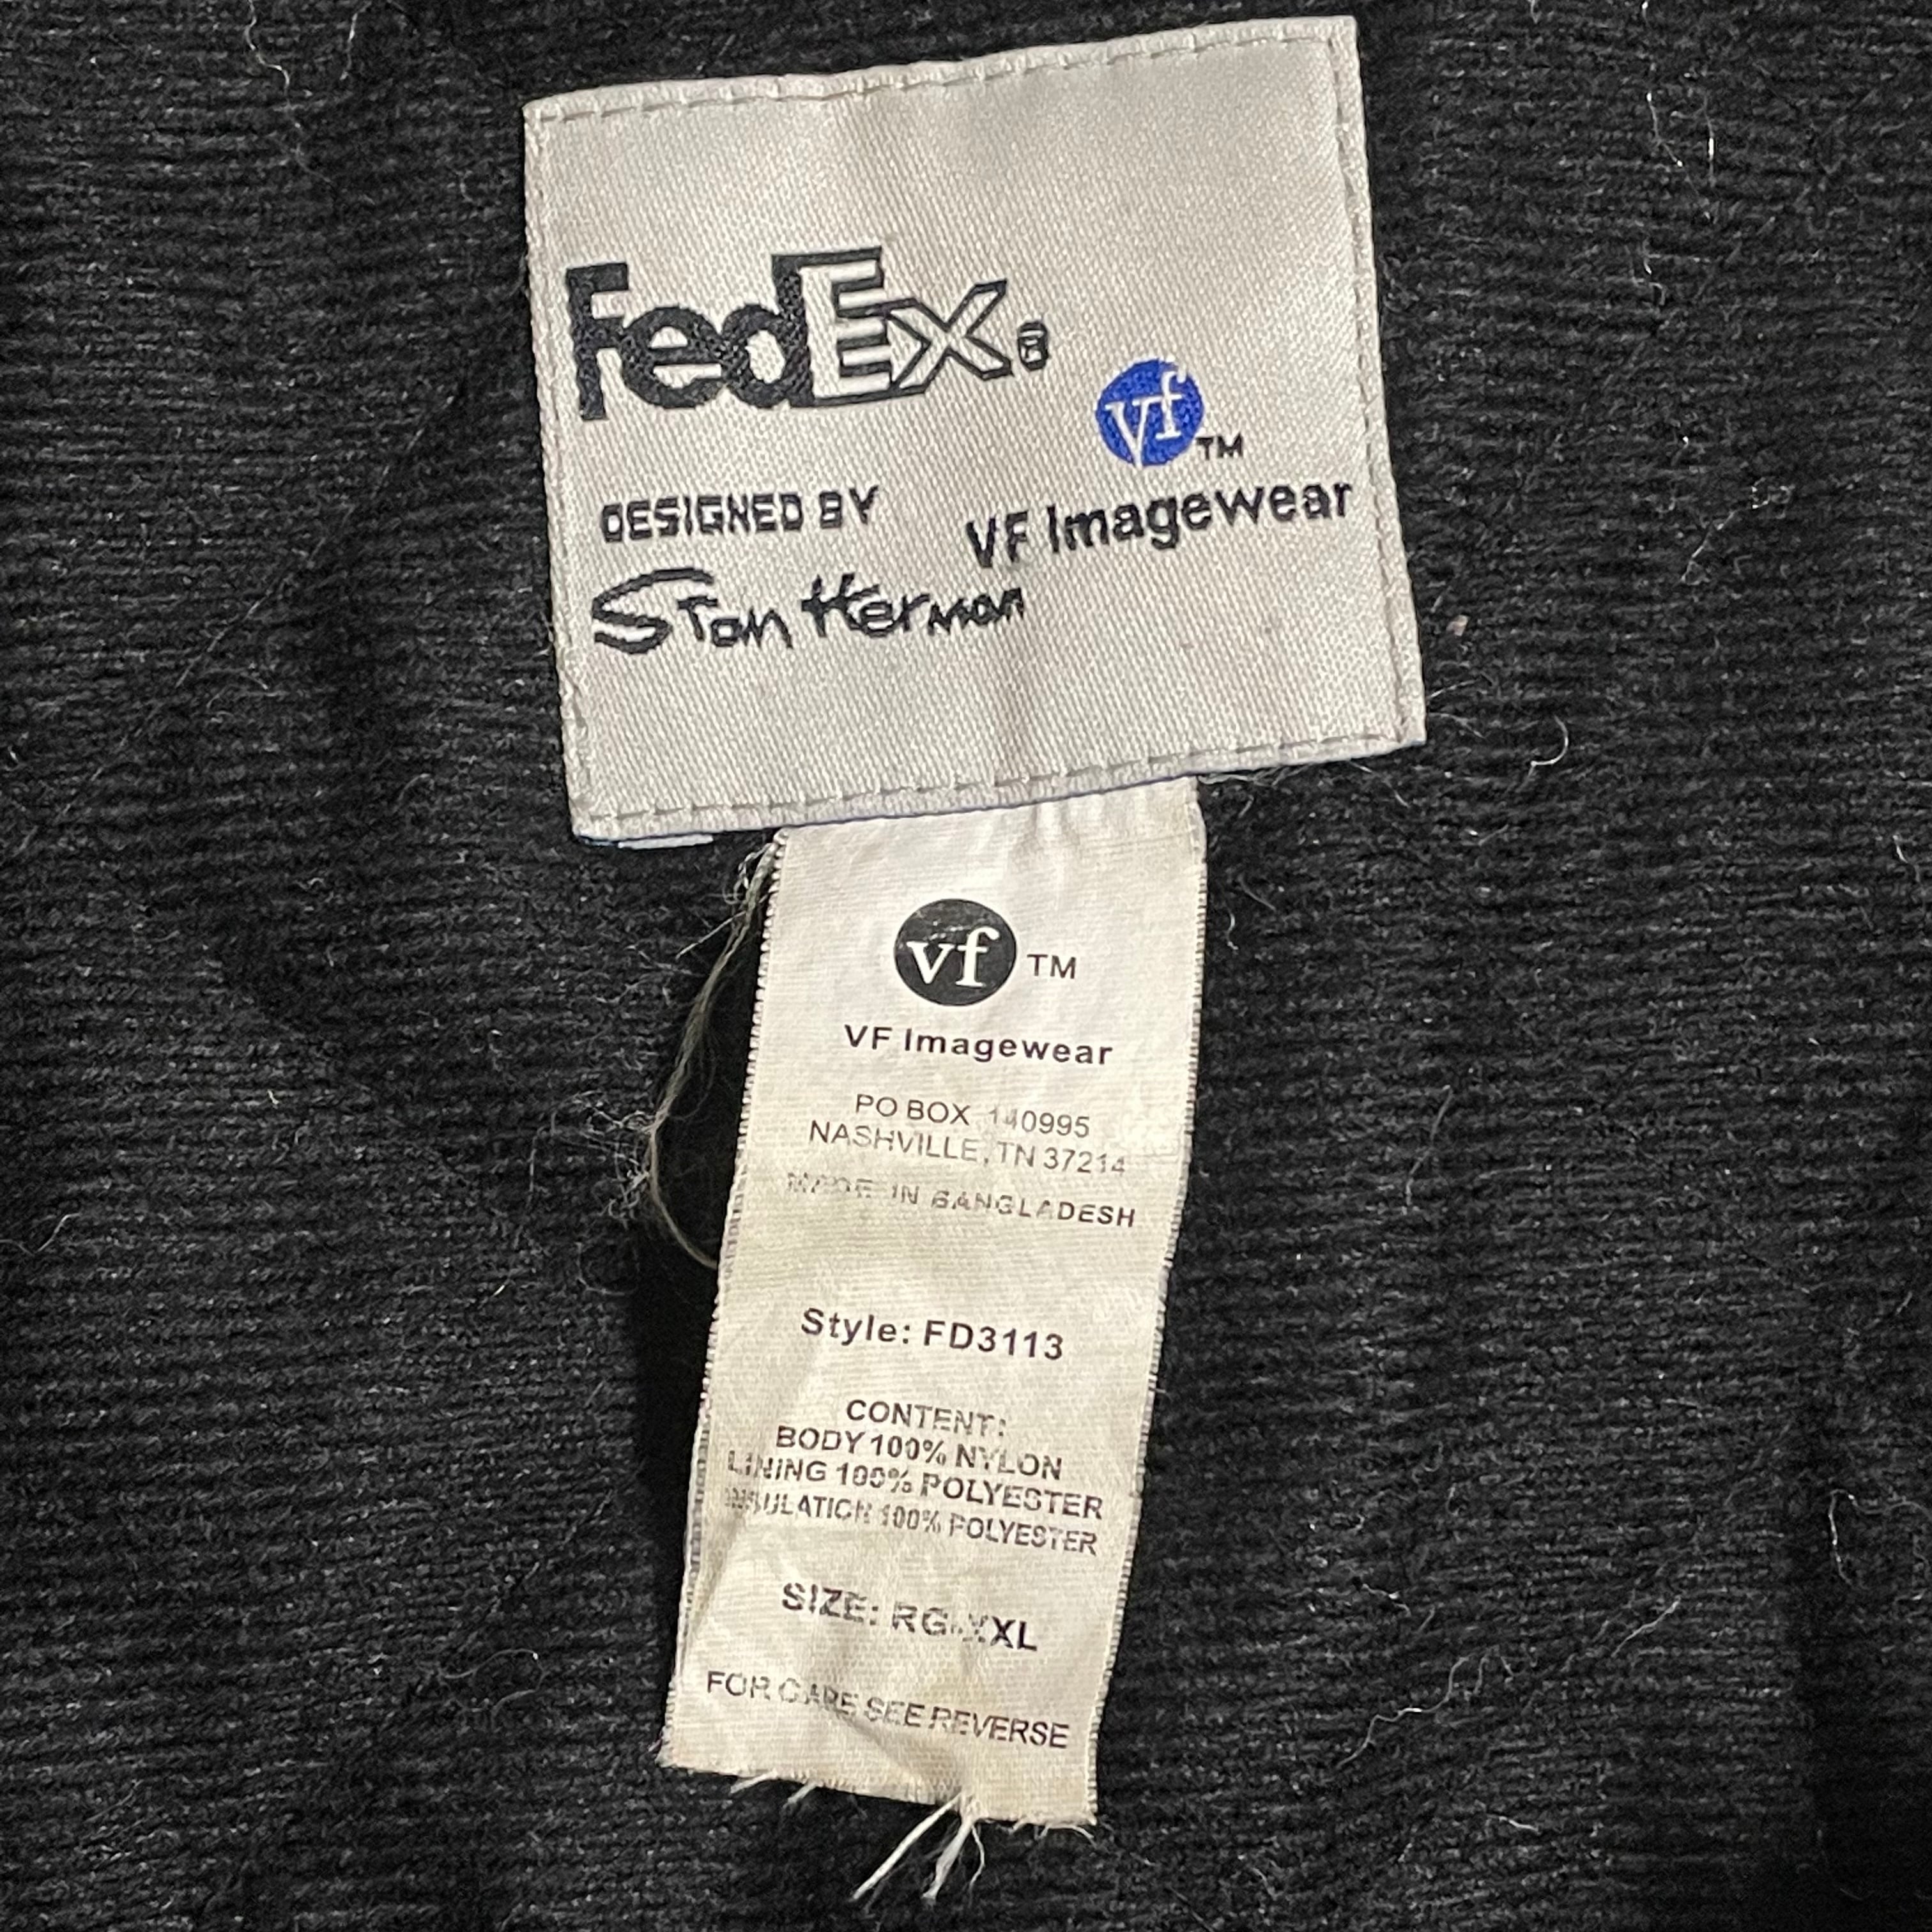 FedEx®
vf™
DESIGNED BY
VF Imagewear
Stan Herman
vf TM
VF Imagewear
PO BOX 140995
NASHVILLE, TN 37214
MADE IN BANGLADESH
Style: FD3113
CONTENT:
BODY 100% NYLON
LINING 100% POLYESTER
INSULATION 100% POLYESTER
SIZE: RG-XXL
FOR CARE SEE REVERSE